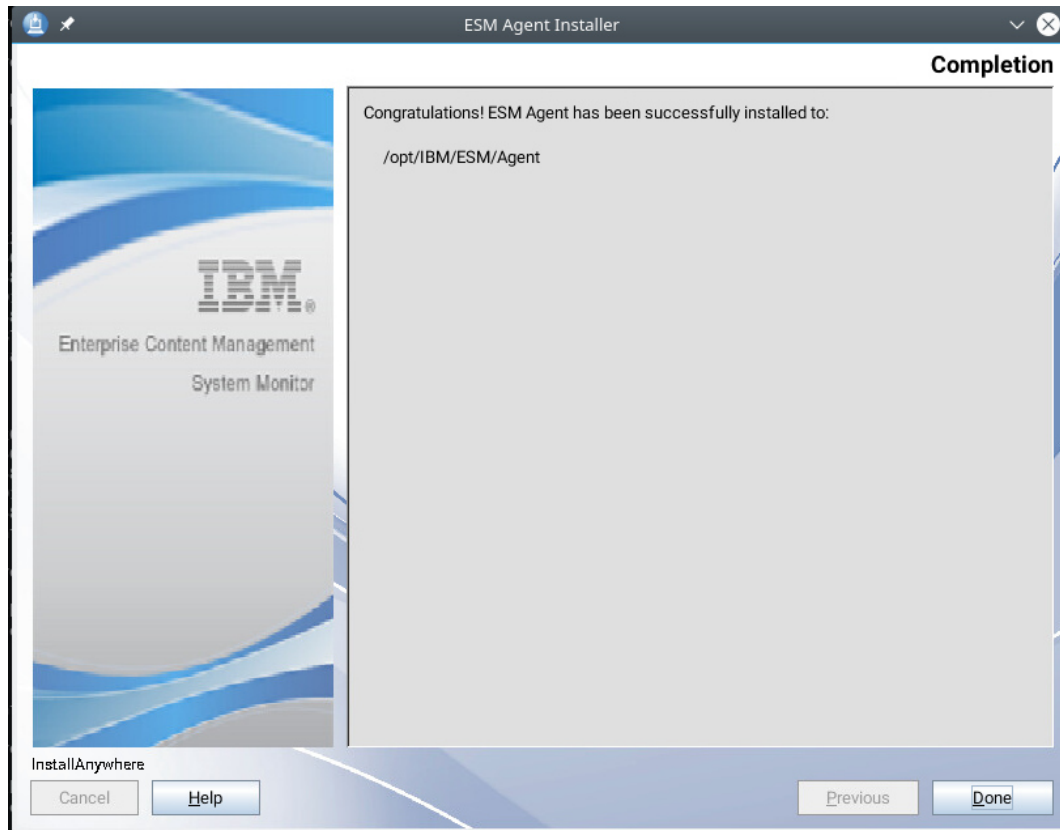 ESM Agent Installer
Completion
Congratulations! ESM Agent has been successfully installed to:
/opt/IBM/ESM/Agent
IBM®
Enterprise Content Management
System Monitor
InstallAnywhere
Cancel
Help
Previous
Done